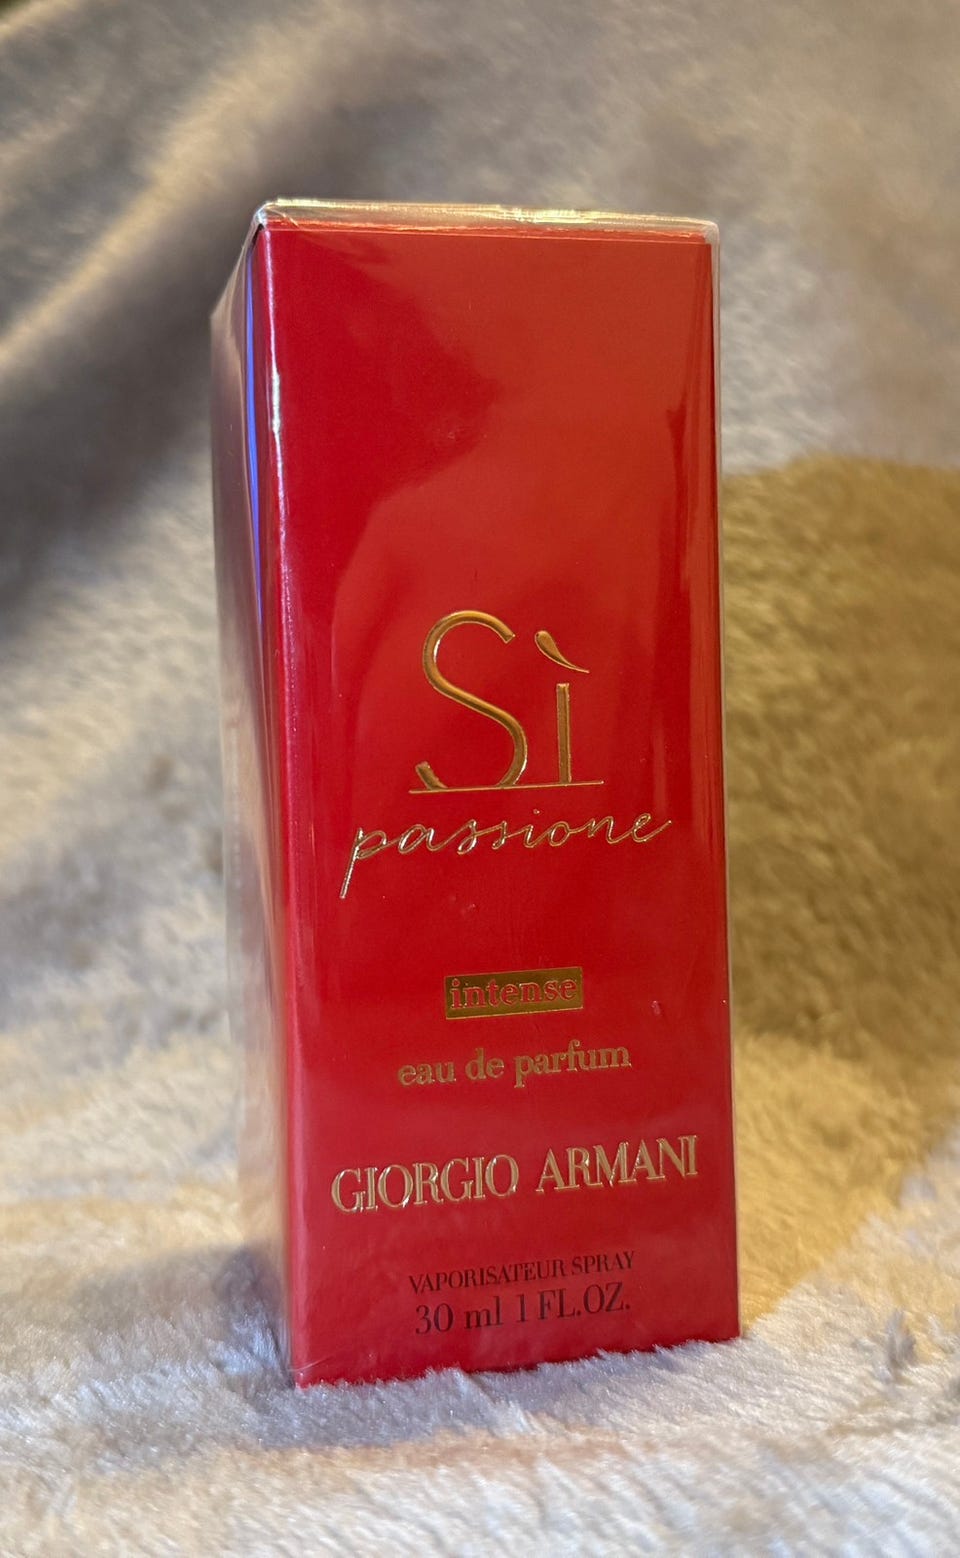 Sì
passione
intense
eau de parfum
GIORGIO ARMANI
VAPORISATEUR SPRAY
30 ml 1 FL.OZ.